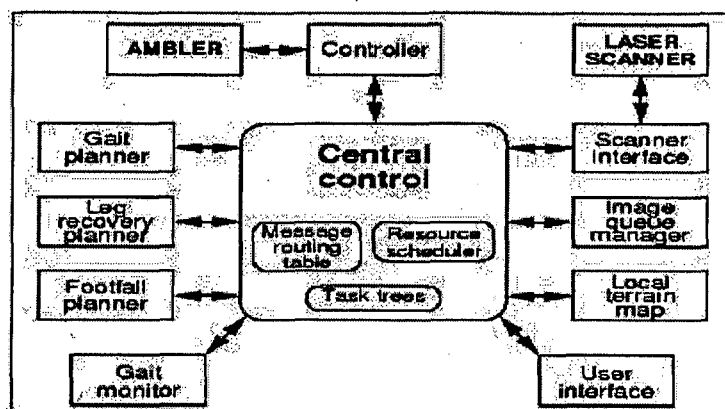 AMBLER
Controller
LASER
SCANNER
Gait
planner
Central
control
Scanner
Interface
Leg
recovery
planner
Message
routing
table
Resource
scheduler
Image
queue
manager
Footfall
planner
Task trees
Local
terrain
map
Gait
monitor
User
interface